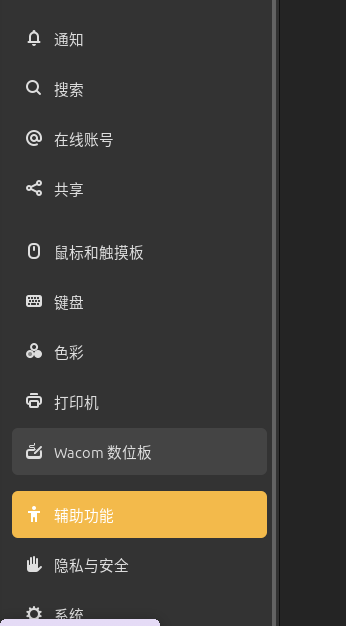 通知
搜索
在线账号
共享
鼠标和触摸板
键盘
色彩
打印机
Wacom 数位板
辅助功能
隐私与安全
系统